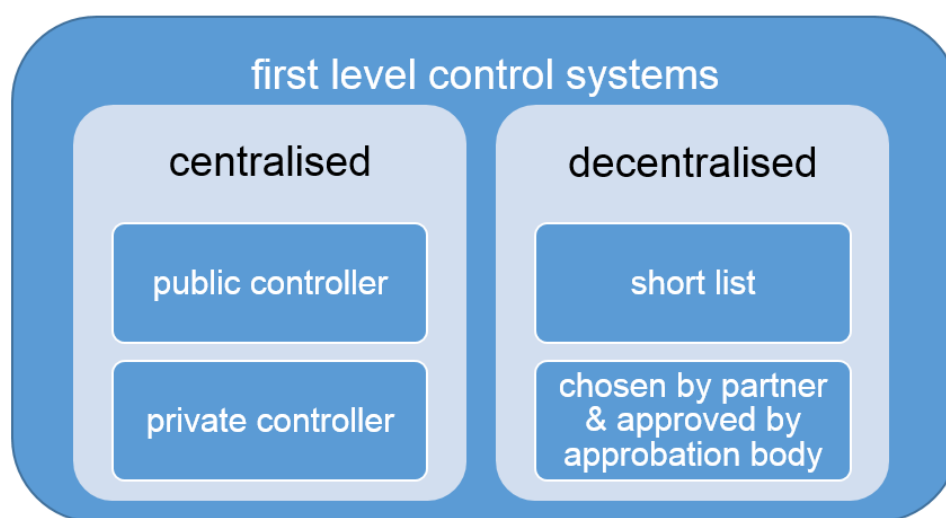 first level control systems
centralised
public controller
private controller
decentralised
short list
chosen by partner
& approved by
approbation body